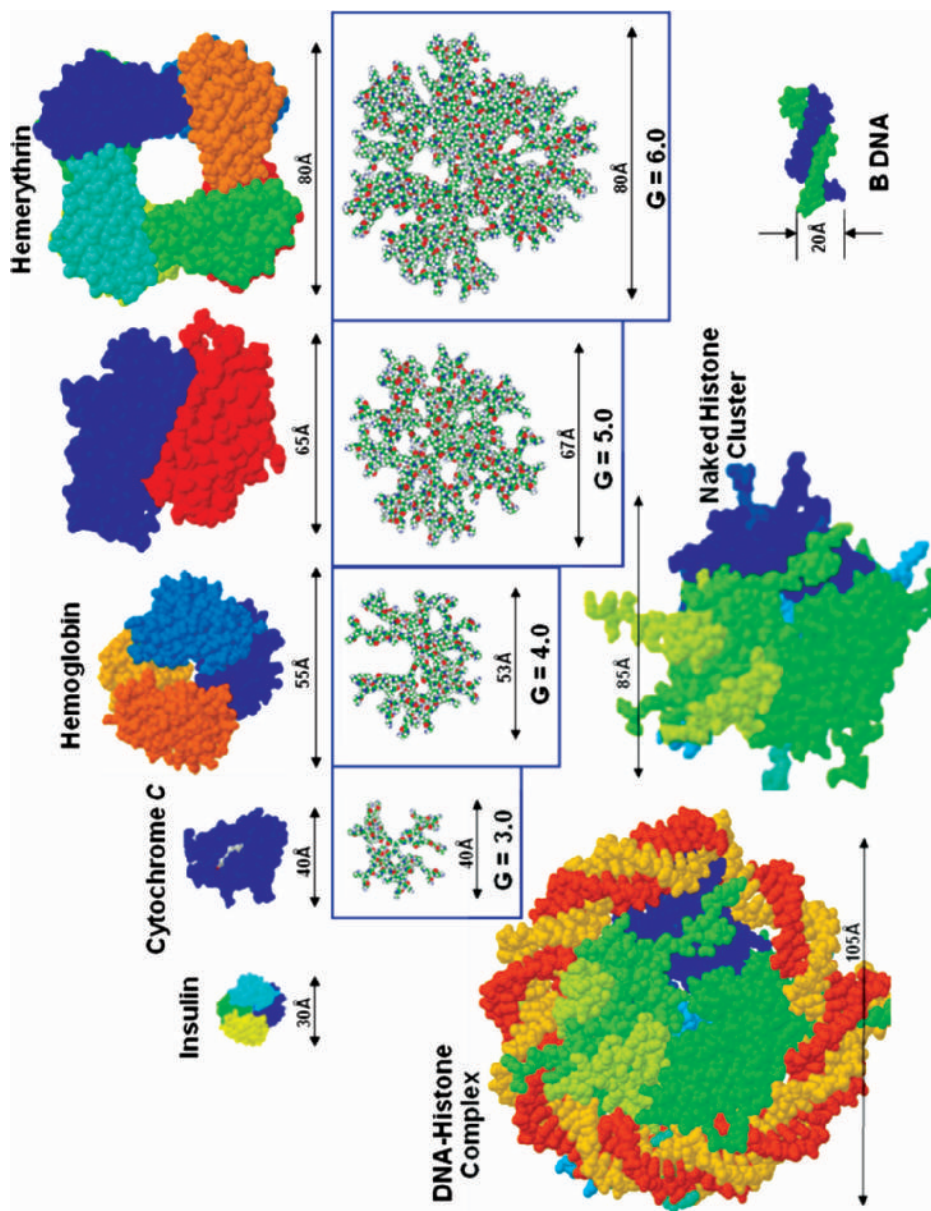 Insulin
30Å
Cytochrome C
40Å
Hemoglobin
55Å
65Å
Hemerythrin
80Å
40Å
G = 3.0
53Å
G = 4.0
67Å
G = 5.0
80Å
G = 6.0
DNA-Histone
Complex
105Å
Naked Histone
Cluster
85Å
B DNA
20Å